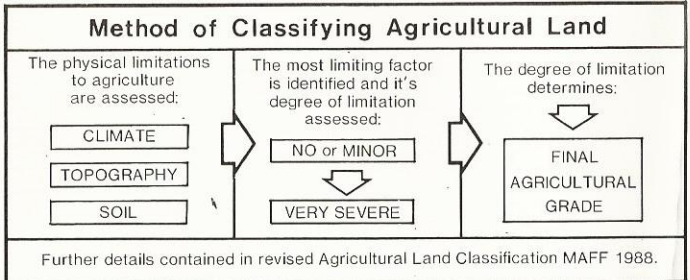 Method of Classifying Agricultural Land
The physical limitations
to agriculture
are assessed:
CLIMATE
TOPOGRAPHY
SOIL
The most limiting factor
is identified and it's
degree of limitation
assessed:
NO or MINOR
VERY SEVERE
The degree of limitation
determines:
FINAL
AGRICULTURAL
GRADE
Further details contained in revised Agricultural Land Classification MAFF 1988.